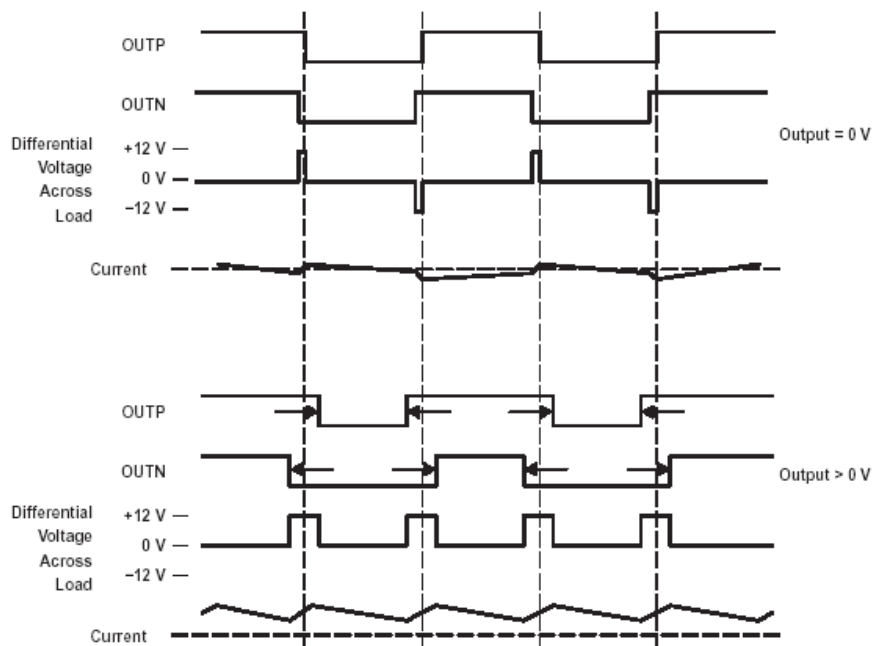 OUTP
OUTN
Output = 0 V
Differential
Voltage
Across
Load
+12 V
0 V
−12 V
Current
OUTP
OUTN
Output > 0 V
Differential
Voltage
Across
Load
+12 V
0 V
−12 V
Current